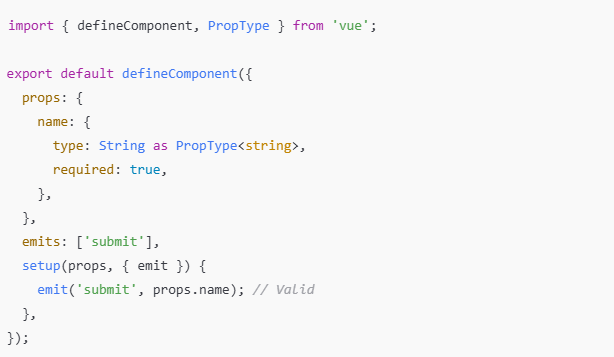 import { defineComponent, PropType } from 'vue';

export default defineComponent({
  props: {
    name: {
      type: String as PropType<string>,
      required: true,
    },
  },
  emits: ['submit'],
  setup(props, { emit }) {
    emit('submit', props.name); // Valid
  },
});